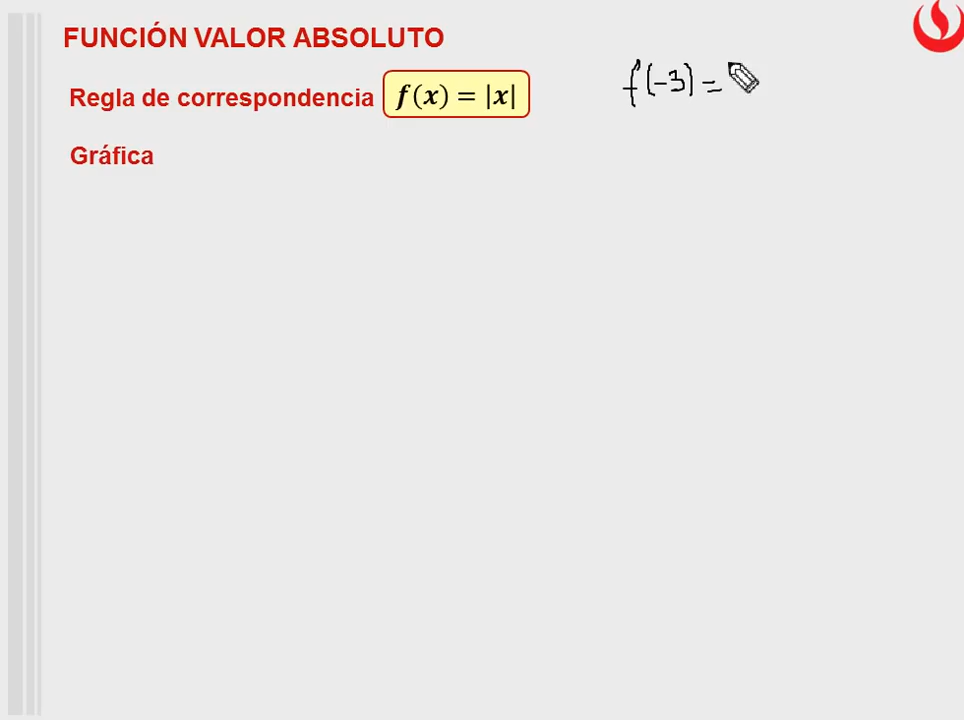 FUNCIÓN VALOR ABSOLUTO
Regla de correspondencia f(x) = |x|
f(-3) =
Gráfica